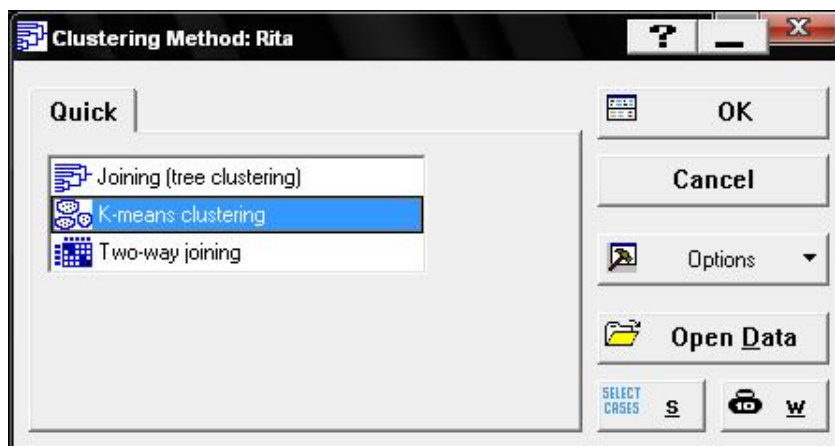 Clustering Method: Rita
?
X
Quick
Joining (tree clustering)
K-means clustering
Two-way joining
OK
Cancel
Options
Open Data
SELECT
CASES
S
W